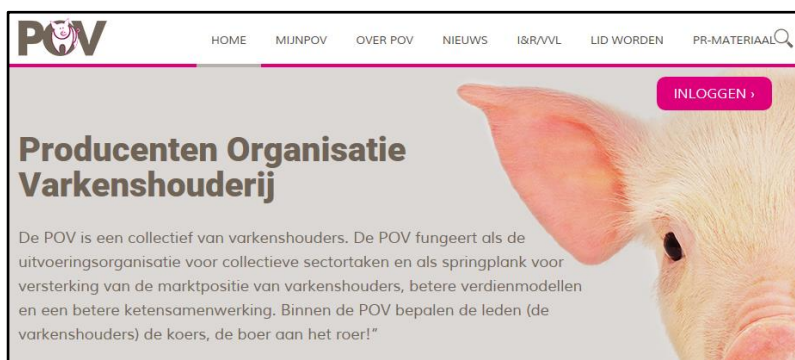 POV
HOME MIJNPOV OVER POV NIEUWS I&R/VVL LID WORDEN PR-MATERIAAL
INLOGGEN ›
Producenten Organisatie
Varkenshouderij
De POV is een collectief van varkenshouders. De POV fungeert als de
uitvoeringsorganisatie voor collectieve sectortaken en als springplank voor
versterking van de marktpositie van varkenshouders, betere verdienmodellen
en een betere ketensamenwerking. Binnen de POV bepalen de leden (de
varkenshouders) de koers, de boer aan het roer!”